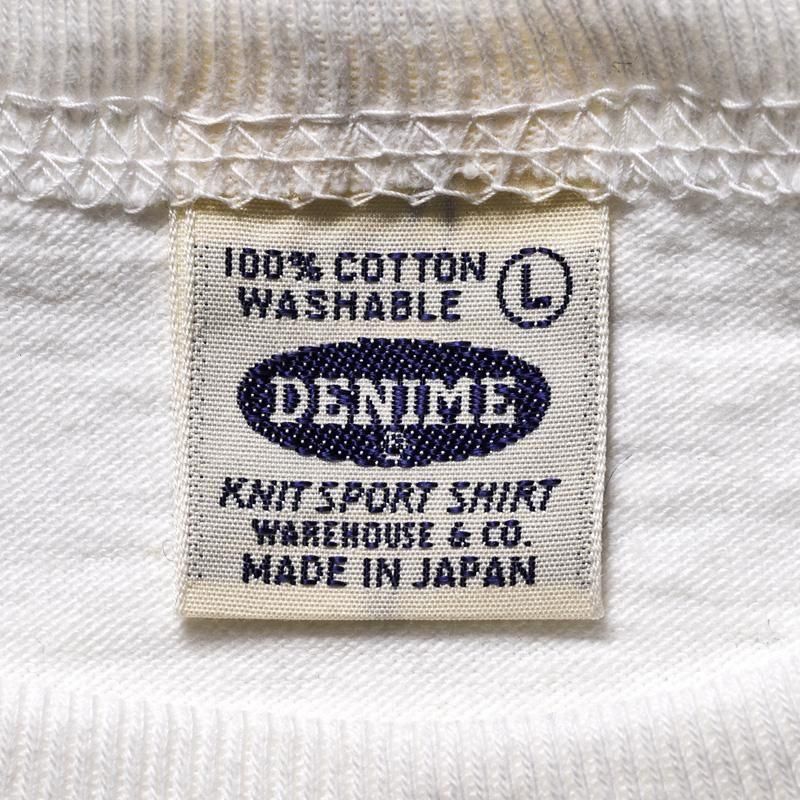 100% COTTON Ⓛ
WASHABLE
DENIME
®
KNIT SPORT SHIRT
WAREHOUSE & CO.
MADE IN JAPAN